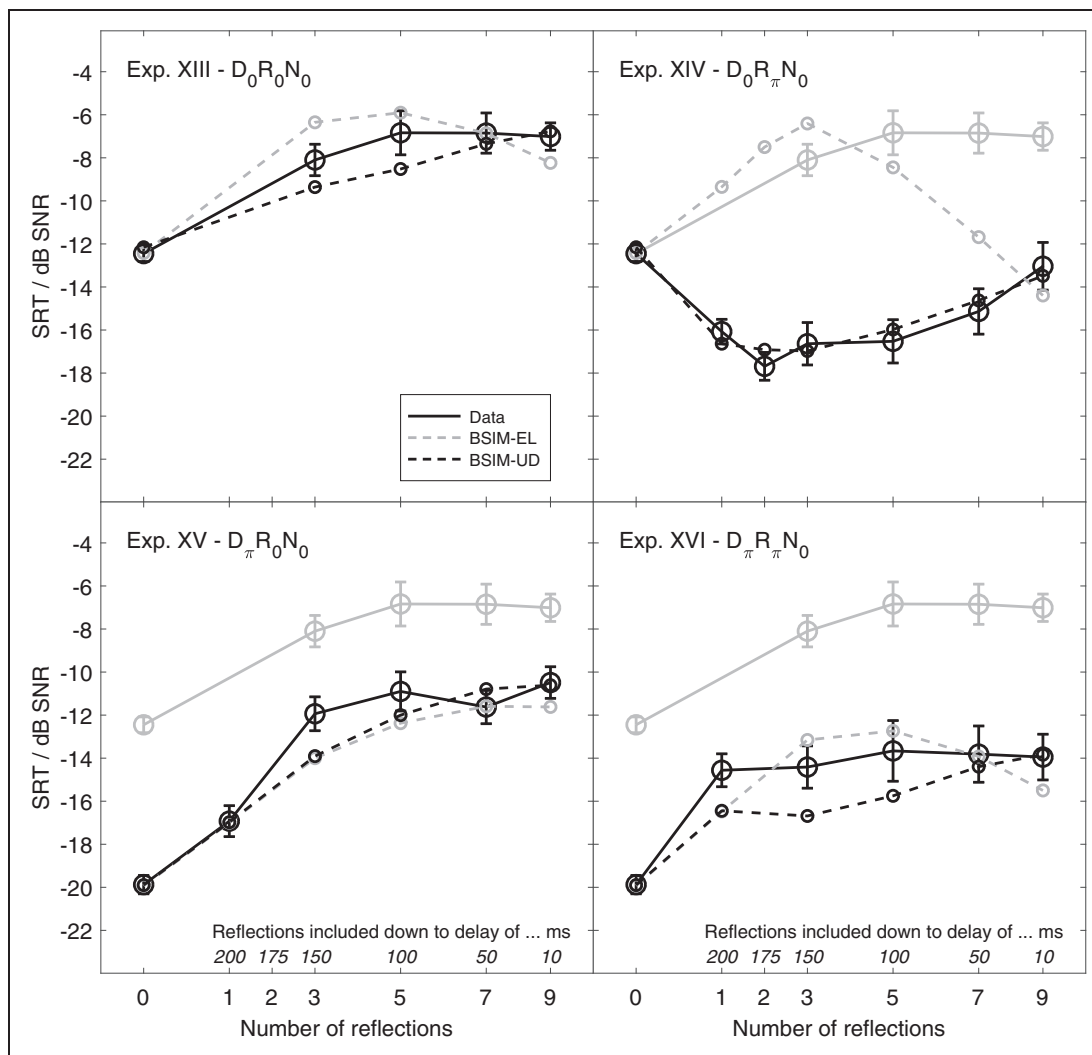 Exp. XIII - D0R0N0
Exp. XIV - D0RπN0
-4
-6
-8
-10
-12
-14
-16
-18
-20
-22
SRT / dB SNR
Data
BSIM-EL
BSIM-UD
Exp. XV - DπR0N0
Exp. XVI - DπRπN0
-4
-6
-8
-10
-12
-14
-16
-18
-20
-22
SRT / dB SNR
Reflections included down to delay of ... ms
200 175 150 100 50 10
0 1 2 3 5 7 9
Number of reflections
Reflections included down to delay of ... ms
200 175 150 100 50 10
0 1 2 3 5 7 9
Number of reflections